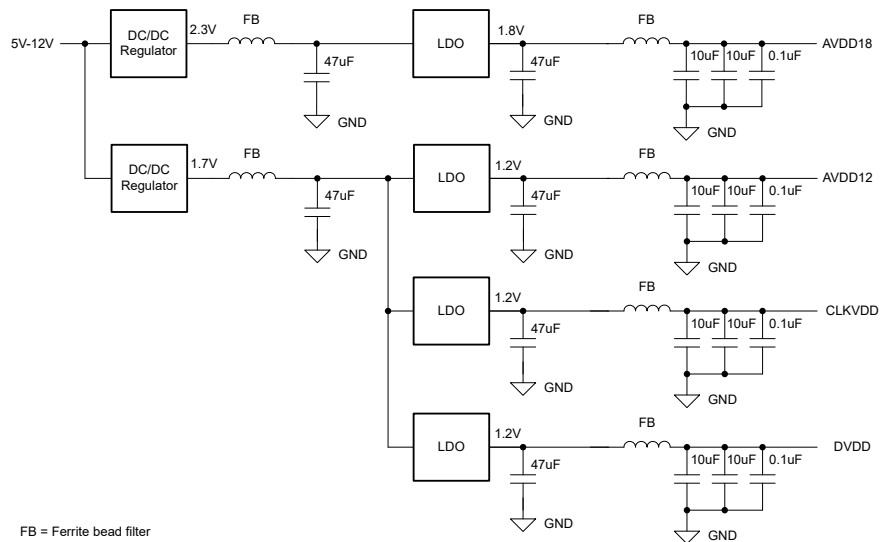 5V-12V
DC/DC
Regulator
2.3V
FB
47uF
GND
LDO
1.8V
47uF
GND
FB
10uF
10uF
0.1uF
GND
AVDD18
DC/DC
Regulator
1.7V
FB
47uF
GND
LDO
1.2V
47uF
GND
FB
10uF
10uF
0.1uF
GND
AVDD12
LDO
1.2V
47uF
GND
FB
10uF
10uF
0.1uF
GND
CLKVDD
LDO
1.2V
47uF
GND
FB
10uF
10uF
0.1uF
GND
DVDD
FB = Ferrite bead filter